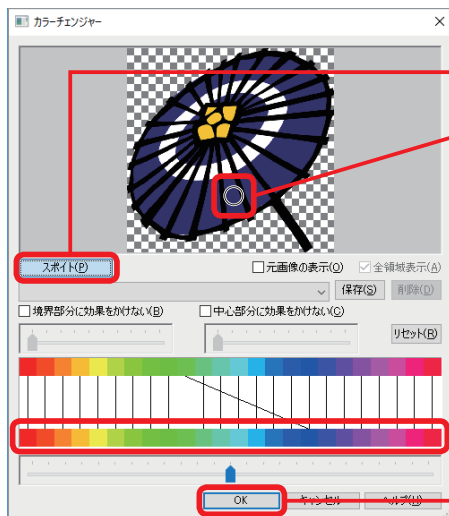 カラーチェンジャー
スポイト(P)
元画像の表示(O)
全領域表示(A)
保存(S)
削除(D)
境界部分に効果をかけない(B)
中心部分に効果をかけない(C)
リセット(R)
OK
キャンセル
ヘルプ(H)